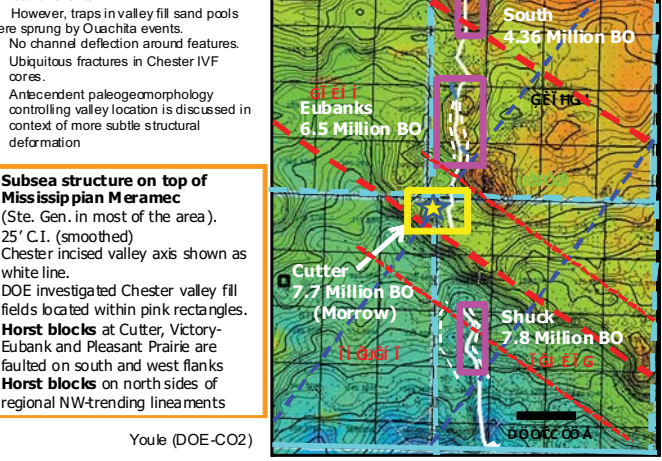 However, traps in valley fill sand pools
ere sprung by Ouachita events.
No channel deflection around features.
Ubiquitous fractures in Chester IVF
cores.
Antecendent paleogeomorphology
controlling valley location is discussed in
context of more subtle structural
deformation
Subsea structure on top of
Mississippian Meramec
(Ste. Gen. in most of the area).
25' C.I. (smoothed)
Chester incised valley axis shown as
white line.
DOE investigated Chester valley fill
fields located within pink rectangles.
Horst blocks at Cutter, Victory-
Eubank and Pleasant Prairie are
faulted on south and west flanks
Horst blocks on north sides of
regional NW-trending lineaments
Youle (DOE-CO2)
South
4.36 Million BO
Eubanks
6.5 Million BO
Cutter
7.7 Million BO
(Morrow)
Shuck
7.8 Million BO